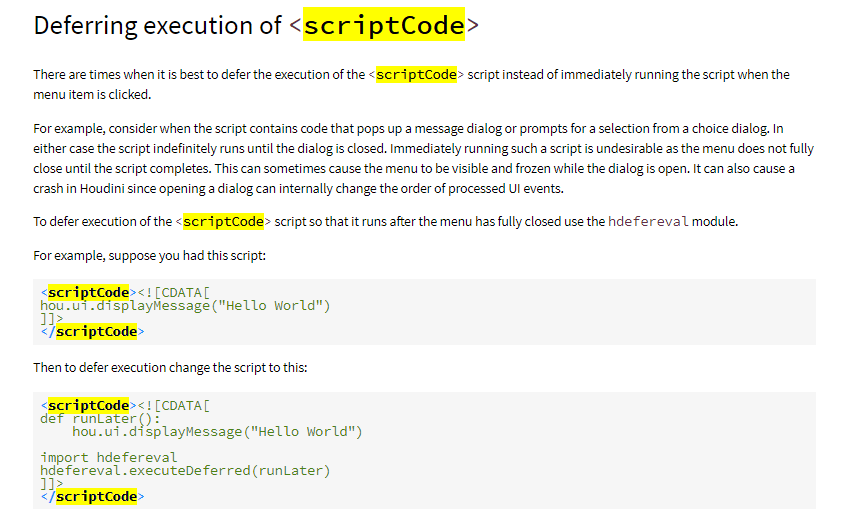 Deferring execution of <scriptCode>
There are times when it is best to defer the execution of the <scriptCode> script instead of immediately running the script when the
menu item is clicked.
For example, consider when the script contains code that pops up a message dialog or prompts for a selection from a choice dialog. In
either case the script indefinitely runs until the dialog is closed. Immediately running such a script is undesirable as the menu does not fully
close until the script completes. This can sometimes cause the menu to be visible and frozen while the dialog is open. It can also cause a
crash in Houdini since opening a dialog can internally change the order of processed UI events.
To defer execution of the <scriptCode> script so that it runs after the menu has fully closed use the hdefereval module.
For example, suppose you had this script:
<scriptCode><![CDATA[
hou.ui.displayMessage("Hello World")
]]>
</scriptCode>
Then to defer execution change the script to this:
<scriptCode><![CDATA[
def runLater():
    hou.ui.displayMessage("Hello World")
import hdefereval
hdefereval.executeDeferred(runLater)
]]>
</scriptCode>